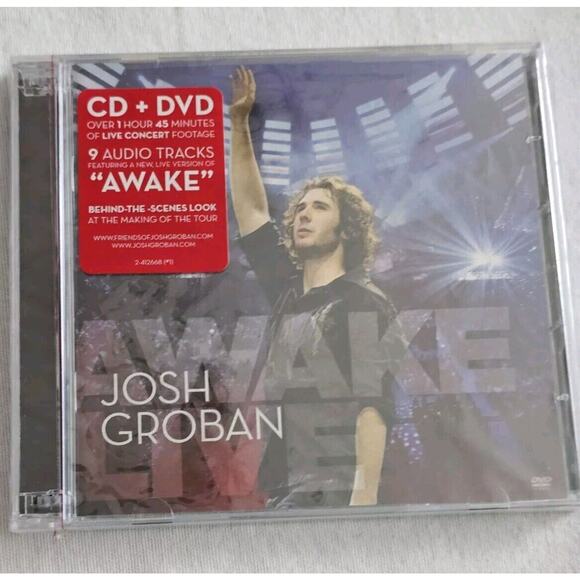 CD + DVD
OVER 1 HOUR 45 MINUTES
OF LIVE CONCERT FOOTAGE
9 AUDIO TRACKS
FEATURING A NEW, LIVE VERSION OF
“AWAKE”
BEHIND-THE-SCENES LOOK
AT THE MAKING OF THE TOUR
WWW.FRIENDSOFJOSHGROBAN.COM
WWW.JOSHGROBAN.COM
2-412668 (#1)
AWAKE
JOSH
GROBAN
LIVE
DVD